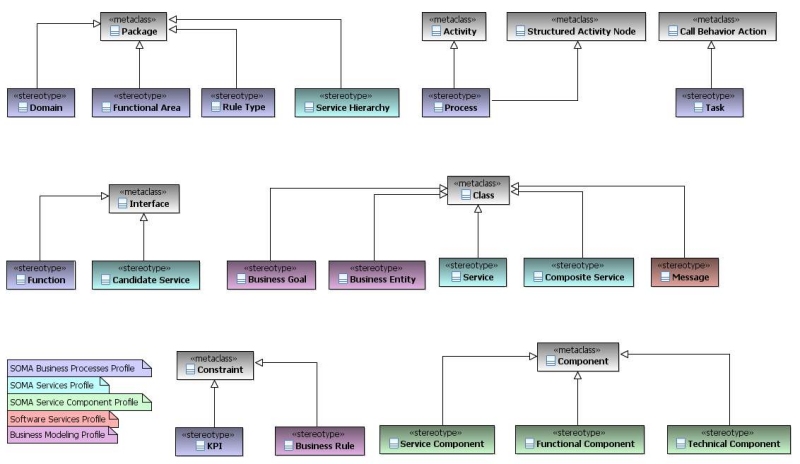 «metaclass»
Package
«metaclass»
Activity
«metaclass»
Structured Activity Node
«metaclass»
Call Behavior Action
«stereotype»
Domain
«stereotype»
Functional Area
«stereotype»
Rule Type
«stereotype»
Service Hierarchy
«stereotype»
Process
«stereotype»
Task
«metaclass»
Interface
«metaclass»
Class
«stereotype»
Function
«stereotype»
Candidate Service
«stereotype»
Business Goal
«stereotype»
Business Entity
«stereotype»
Service
«stereotype»
Composite Service
«stereotype»
Message
SOMA Business Processes Profile
SOMA Services Profile
SOMA Service Component Profile
Software Services Profile
Business Modeling Profile
«metaclass»
Constraint
«metaclass»
Component
«stereotype»
KPI
«stereotype»
Business Rule
«stereotype»
Service Component
«stereotype»
Functional Component
«stereotype»
Technical Component